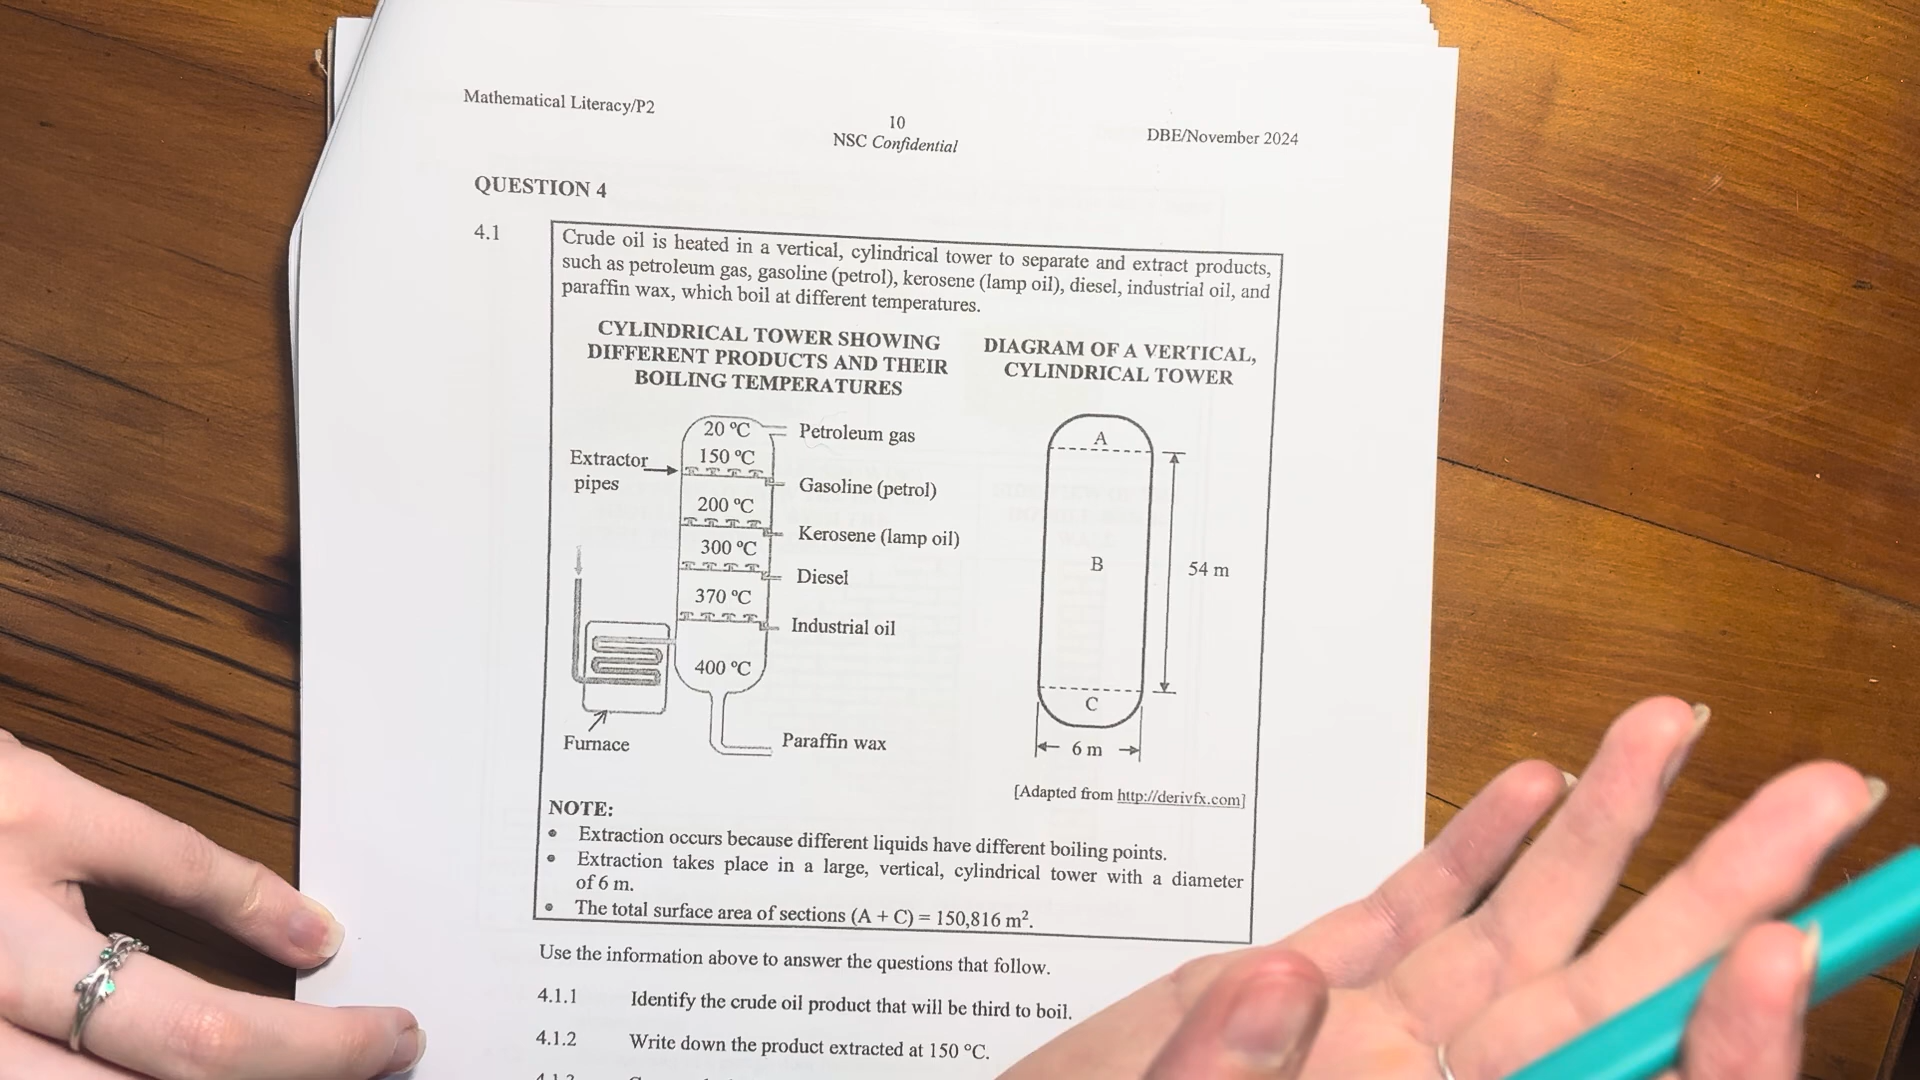 Mathematical Literacy/P2
10
NSC Confidential
DBE/November 2024
QUESTION 4
4.1
Crude oil is heated in a vertical, cylindrical tower to separate and extract products,
such as petroleum gas, gasoline (petrol), kerosene (lamp oil), diesel, industrial oil, and
paraffin wax, which boil at different temperatures.
CYLINDRICAL TOWER SHOWING
DIFFERENT PRODUCTS AND THEIR
BOILING TEMPERATURES
20 ºC
Petroleum gas
150 ºC
Extractor
pipes
Gasoline (petrol)
200 ºC
Kerosene (lamp oil)
300 ºC
Diesel
370 ºC
Industrial oil
400 ºC
Furnace
Paraffin wax
DIAGRAM OF A VERTICAL,
CYLINDRICAL TOWER
A
B
54 m
C
6 m
[Adapted from http://derivfx.com]
NOTE:
• Extraction occurs because different liquids have different boiling points.
• Extraction takes place in a large, vertical, cylindrical tower with a diameter
of 6 m.
• The total surface area of sections (A + C) = 150,816 m².
Use the information above to answer the questions that follow.
4.1.1 Identify the crude oil product that will be third to boil.
4.1.2 Write down the product extracted at 150 ºC.